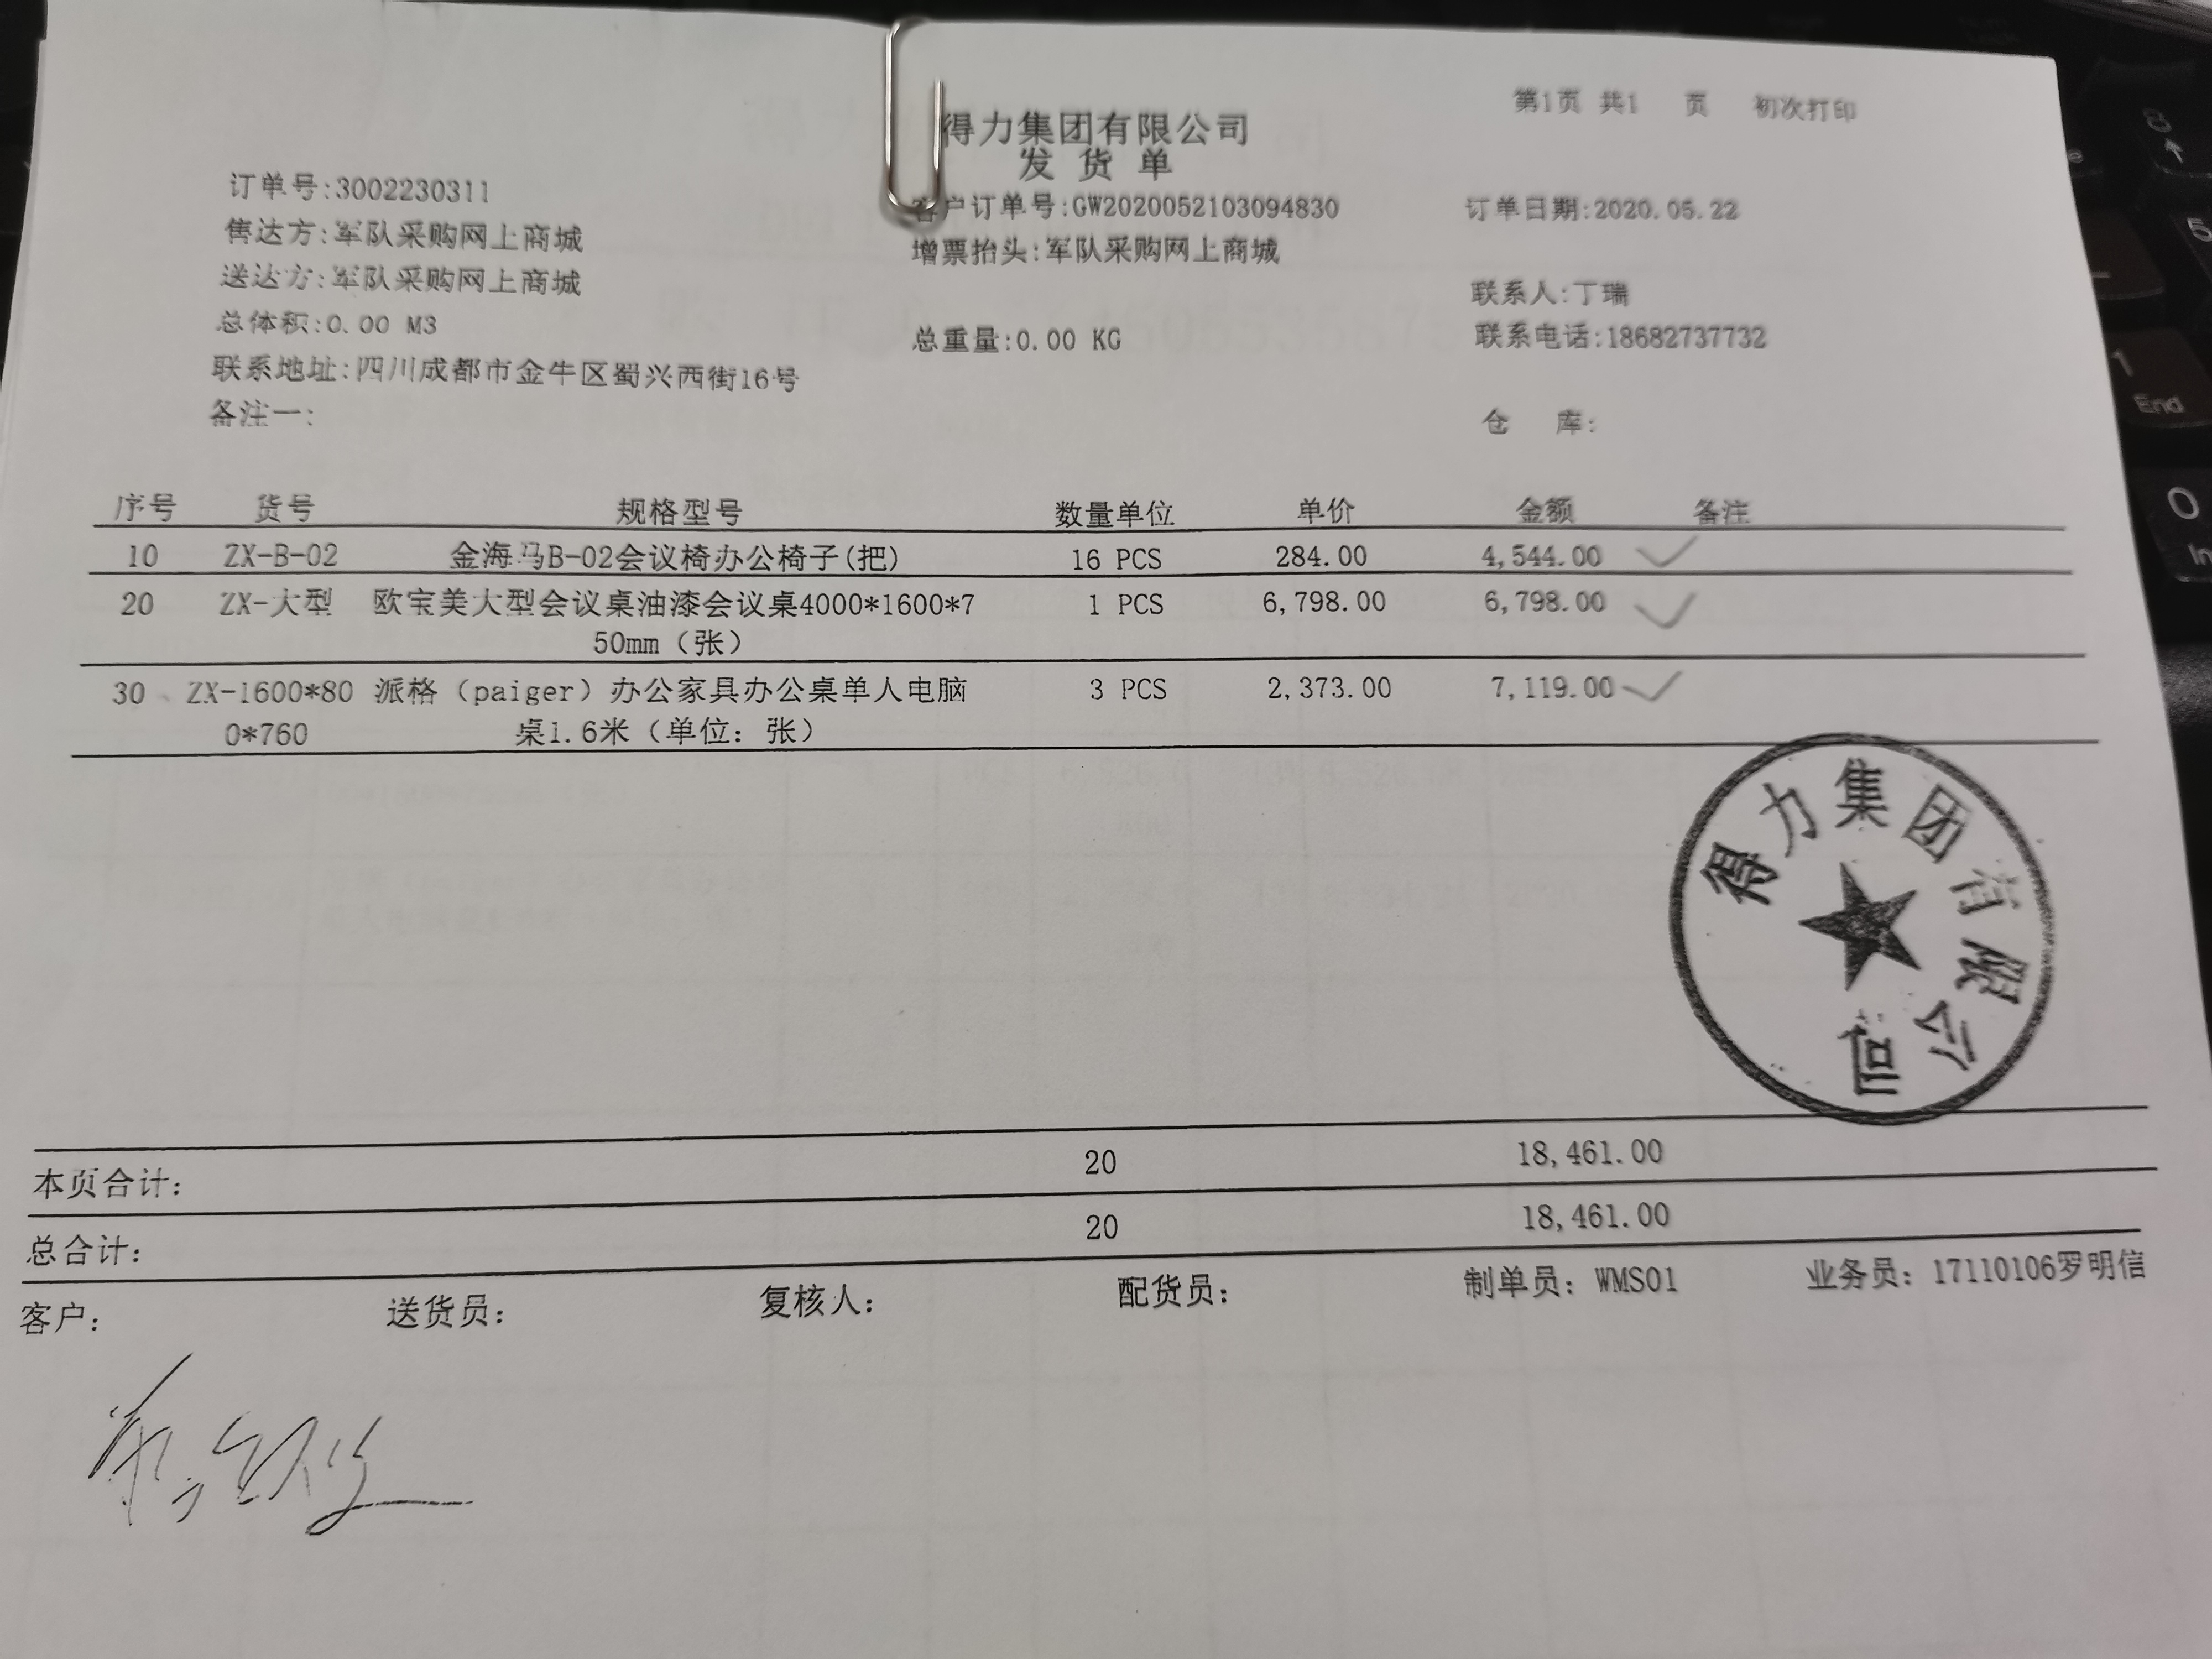 第1页 共1 页 初次打印
得力集团有限公司
发 货 单
订单号:3002230311 客户订单号:GW2020052103094830 订单日期:2020.05.22
售达方:军队采购网上商城 增票抬头:军队采购网上商城
送达方:军队采购网上商城 联系人:丁瑞
总体积:0.00 M3 总重量:0.00 KG 联系电话:18682737732
联系地址:四川成都市金牛区蜀兴西街16号
备注一: 仓 库:
序号 货号 规格型号 数量单位 单价 金额 备注
10 ZX-B-02 金海马B-02会议椅办公椅子(把) 16 PCS 284.00 4,544.00
20 ZX-大型 欧宝美大型会议桌油漆会议桌4000*1600*7 1 PCS 6,798.00 6,798.00
50mm（张）
30 ZX-1600*80 派格（paiger）办公家具办公桌单人电脑 3 PCS 2,373.00 7,119.00
0*760 桌1.6米（单位：张）
得力集团有限公司
本页合计: 20 18,461.00
总合计: 20 18,461.00
客户: 送货员: 复核人: 配货员: 制单员: WMS01 业务员: 17110106罗明信